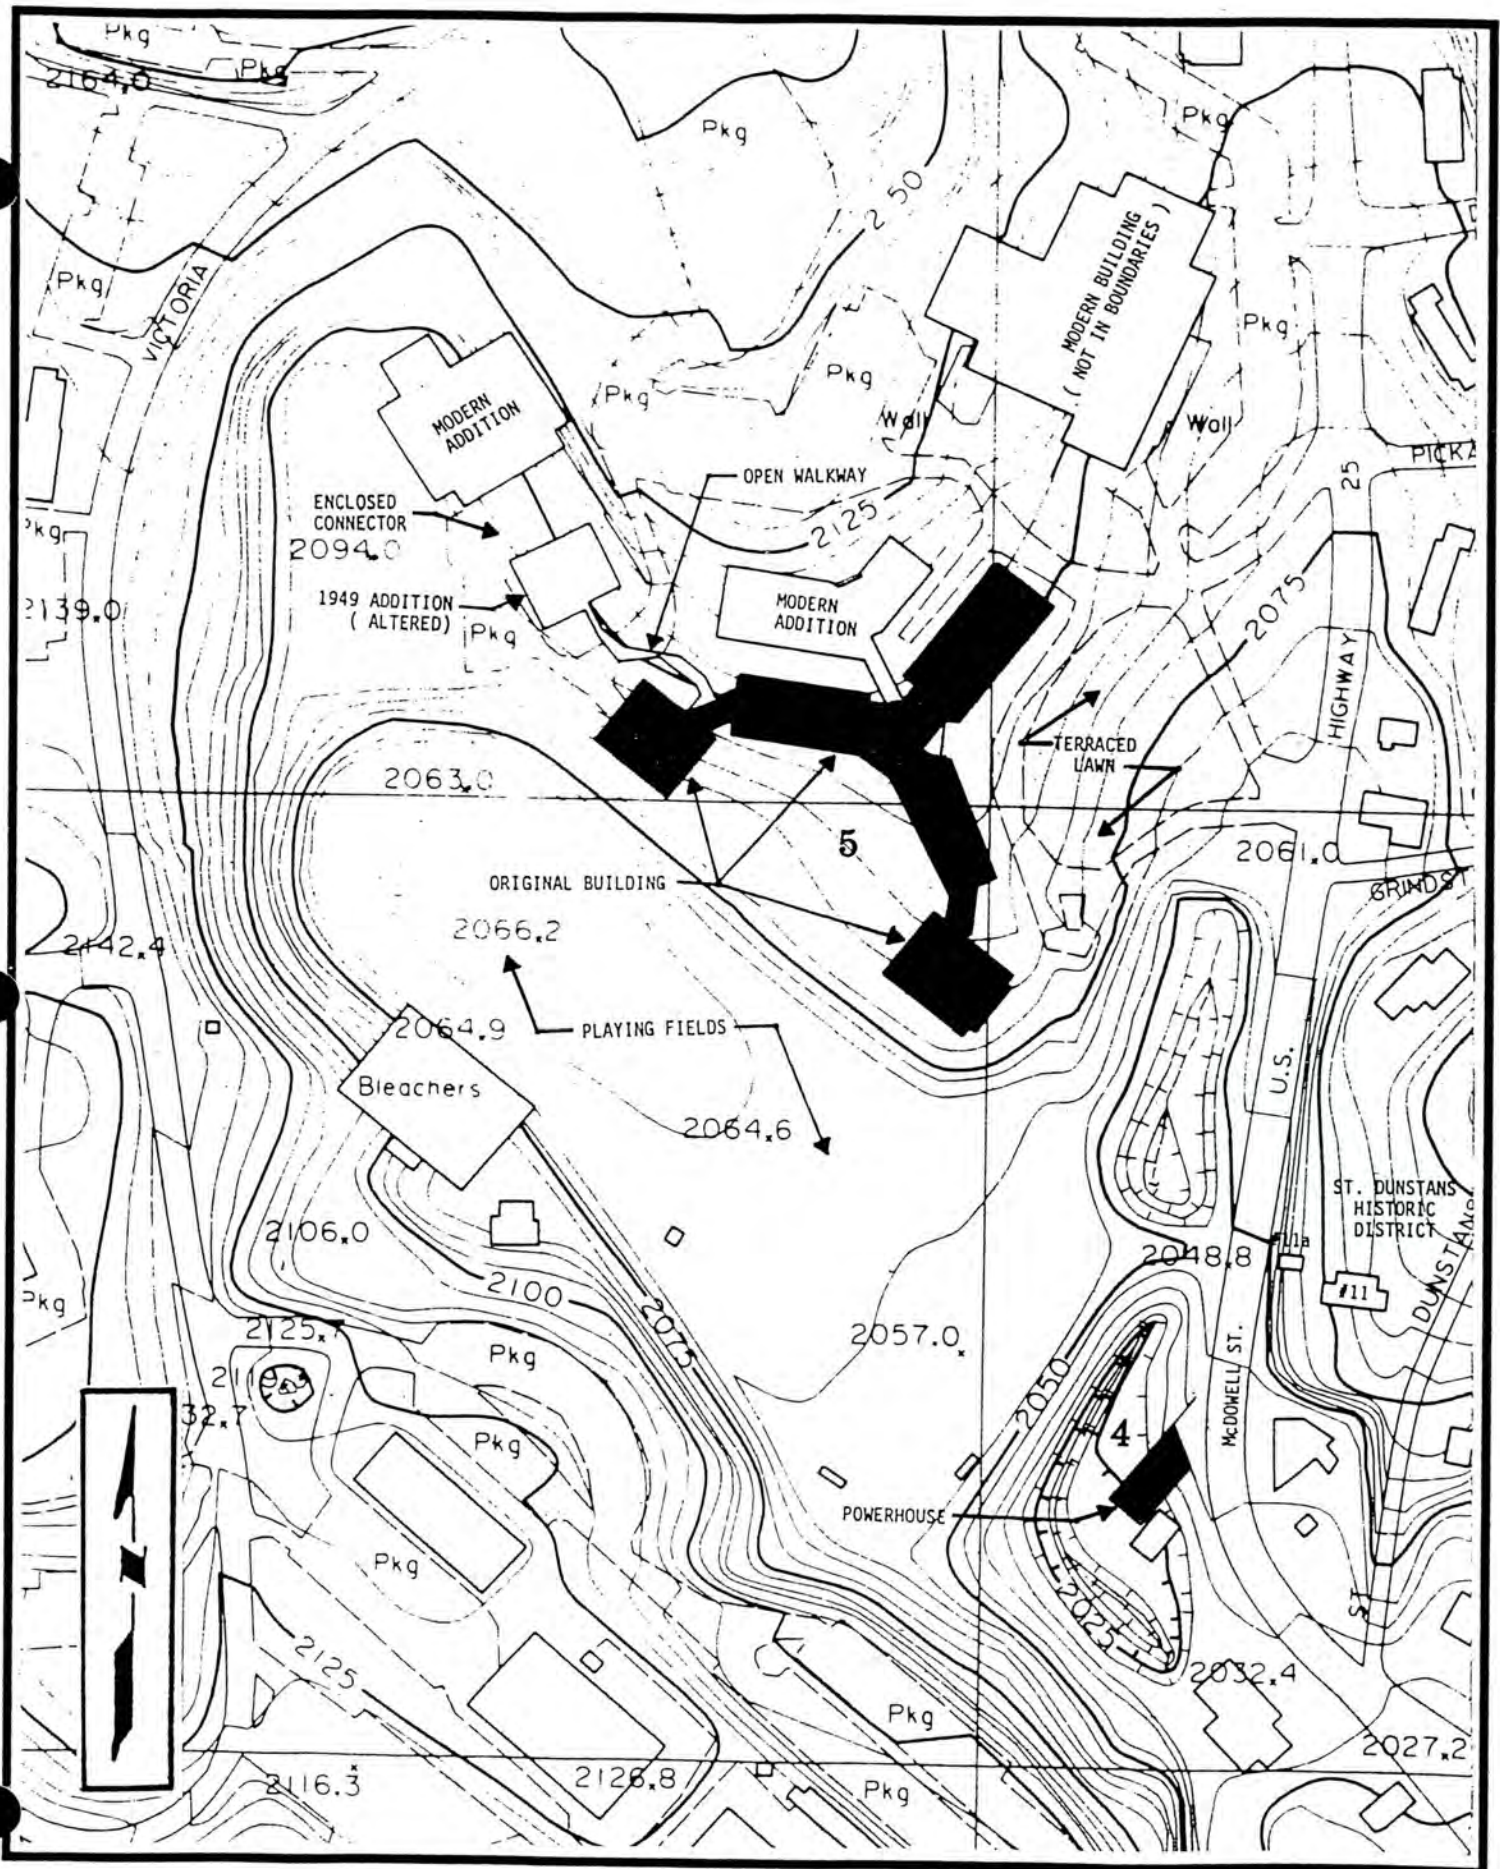 Pkg
Pkg
2164.0
Pkg
Pkg
2 50
MODERN BUILDING
( NOT IN BOUNDARIES )
Pkg
VICTORIA
Pkg
Pkg
Pkg
Wall
Wall
MODERN
ADDITION
OPEN WALKWAY
25
ENCLOSED
CONNECTOR
2094.0
2125
Pkg
2139.0
1949 ADDITION
( ALTERED)
Pkg
MODERN
ADDITION
2075
HIGHWAY
TERRACED
LAWN
2063.0
5
2061.0
ORIGINAL BUILDING
2066.2
2142.4
2064.9
PLAYING FIELDS
U.S.
Bleachers
2064.6
ST. DUNSTANS
HISTORIC
DISTRICT
2106.0
2048.8
#11a
#11
DUNSTANS
2100
2075
Pkg
2125.7
Pkg
2057.0
McDOWELL ST.
2050
32.7
Pkg
4
POWERHOUSE
Pkg
2025
ST
2125
2032.4
Pkg
2027.2
2116.3
2126.8
Pkg